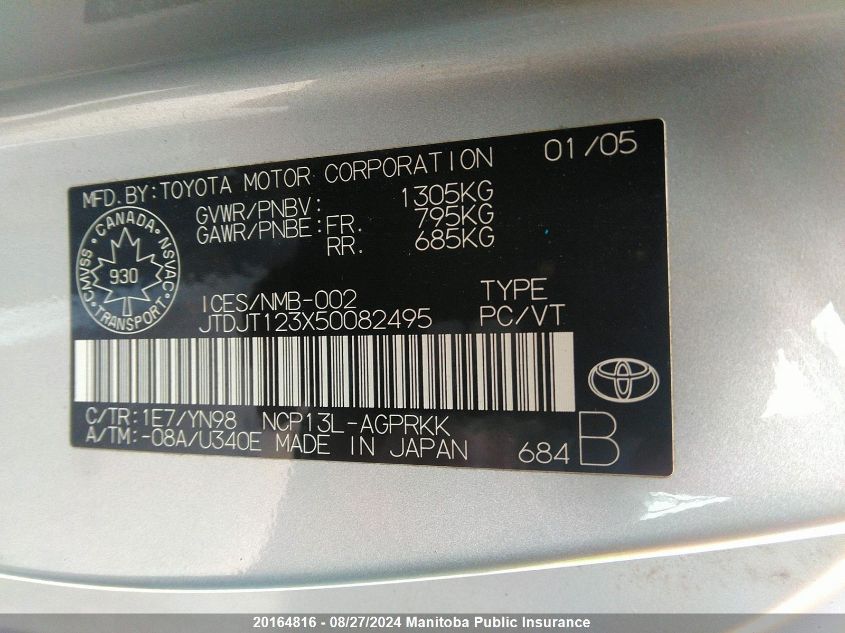 MFD.BY:TOYOTA MOTOR CORPORATION 01/05
GVWR/PNBV: 1305KG
GAWR/PNBE:FR. 795KG
RR. 685KG
CANADA
CMVSS 930 NSVAC
TRANSPORT
ICES/NMB-002 TYPE
JTDJT123X50082495 PC/VT
C/TR:1E7/YN98 NCP13L-AGPRKK
A/TM:-08A/U340E MADE IN JAPAN 684B
20164816 - 08/27/2024 Manitoba Public Insurance